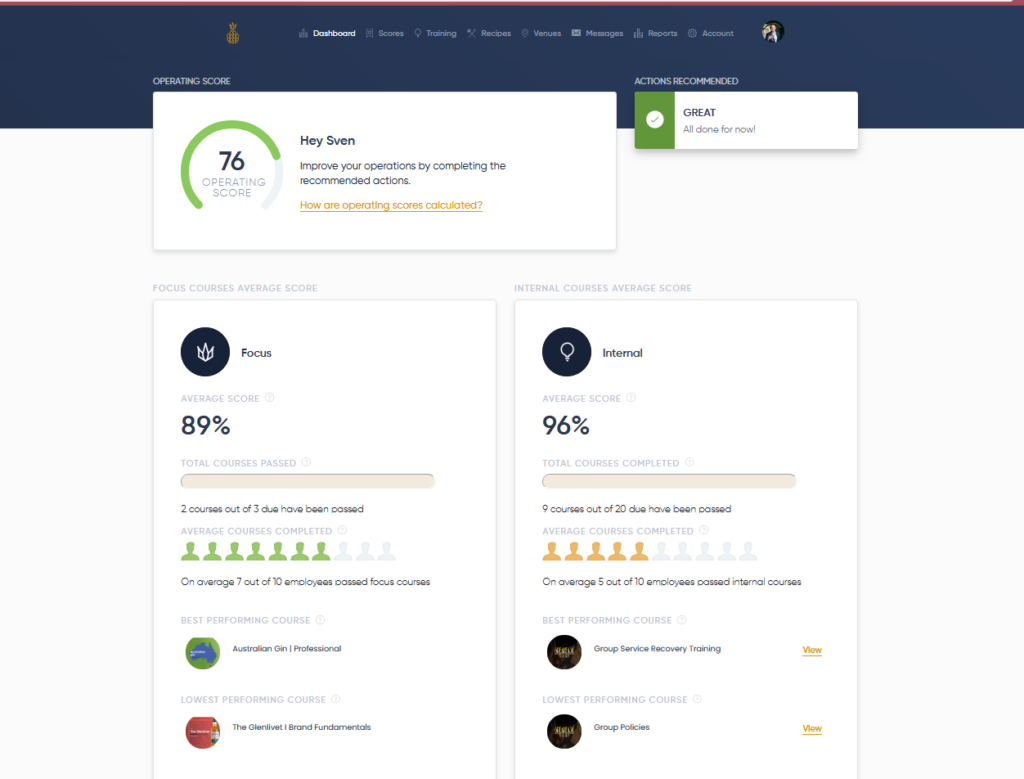 Dashboard
Scores
Training
Recipes
Venues
Messages
Reports
Account
OPERATING SCORE
76
OPERATING
SCORE
Hey Sven
Improve your operations by completing the
recommended actions.
How are operating scores calculated?
ACTIONS RECOMMENDED
GREAT
All done for now!
FOCUS COURSES AVERAGE SCORE
Focus
AVERAGE SCORE
89%
TOTAL COURSES PASSED
2 courses out of 3 due have been passed
AVERAGE COURSES COMPLETED
On average 7 out of 10 employees passed focus courses
BEST PERFORMING COURSE
Australian Gin | Professional
LOWEST PERFORMING COURSE
The Glenlivet I Brand Fundamentals
INTERNAL COURSES AVERAGE SCORE
Internal
AVERAGE SCORE
96%
TOTAL COURSES COMPLETED
9 courses out of 20 due have been passed
AVERAGE COURSES COMPLETED
On average 5 out of 10 employees passed internal courses
BEST PERFORMING COURSE
Group Service Recovery Training
View
LOWEST PERFORMING COURSE
Group Policies
View